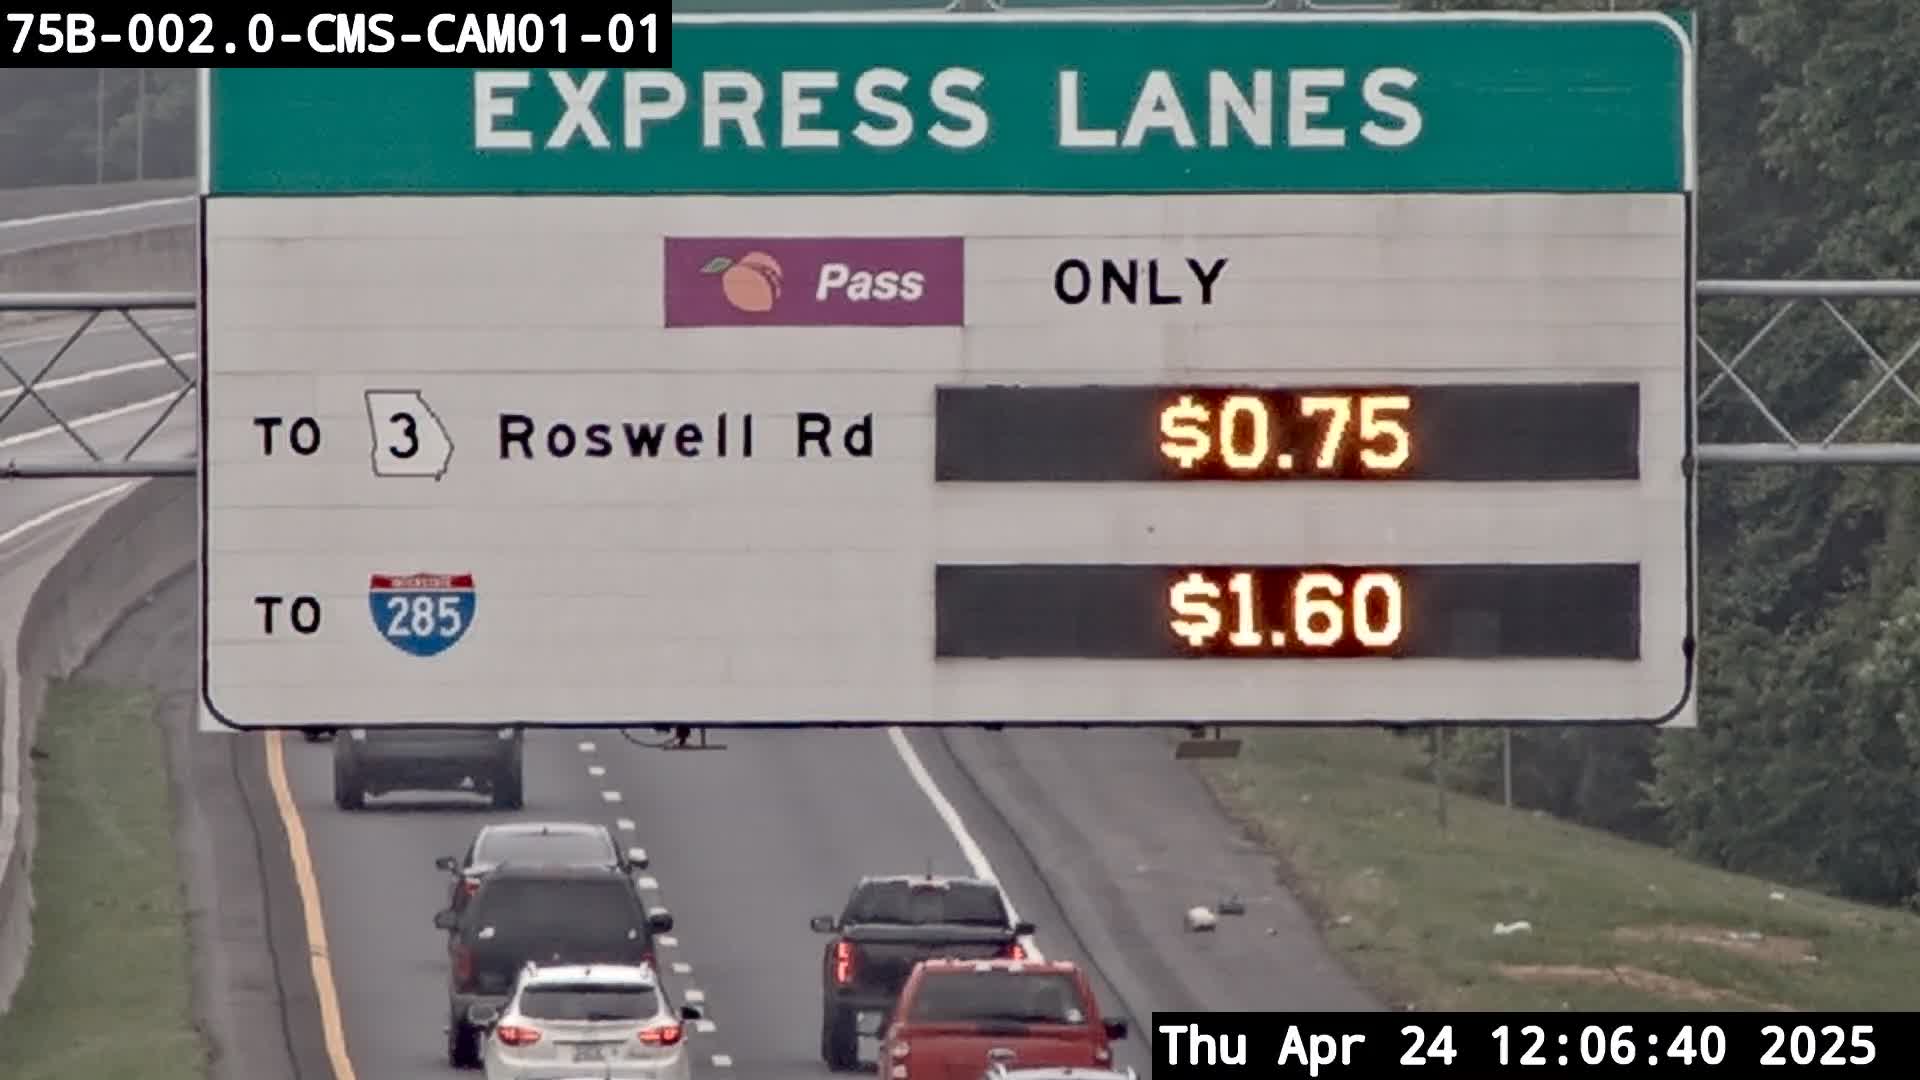 75B-002.0-CMS-CAM01-01
EXPRESS LANES
Pass ONLY
TO 3 Roswell Rd $0.75
INTERSTATE
TO 285 $1.60
Thu Apr 24 12:06:40 2025